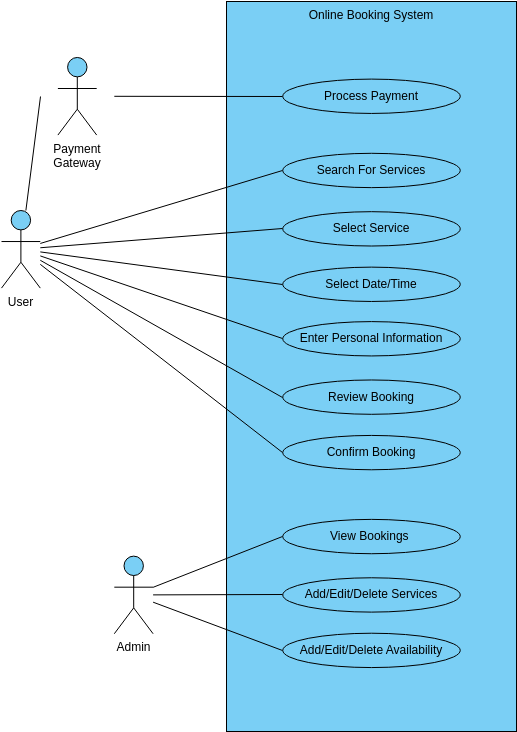 Online Booking System
Process Payment
Payment
Gateway
Search For Services
Select Service
Select Date/Time
User
Enter Personal Information
Review Booking
Confirm Booking
View Bookings
Add/Edit/Delete Services
Admin
Add/Edit/Delete Availability